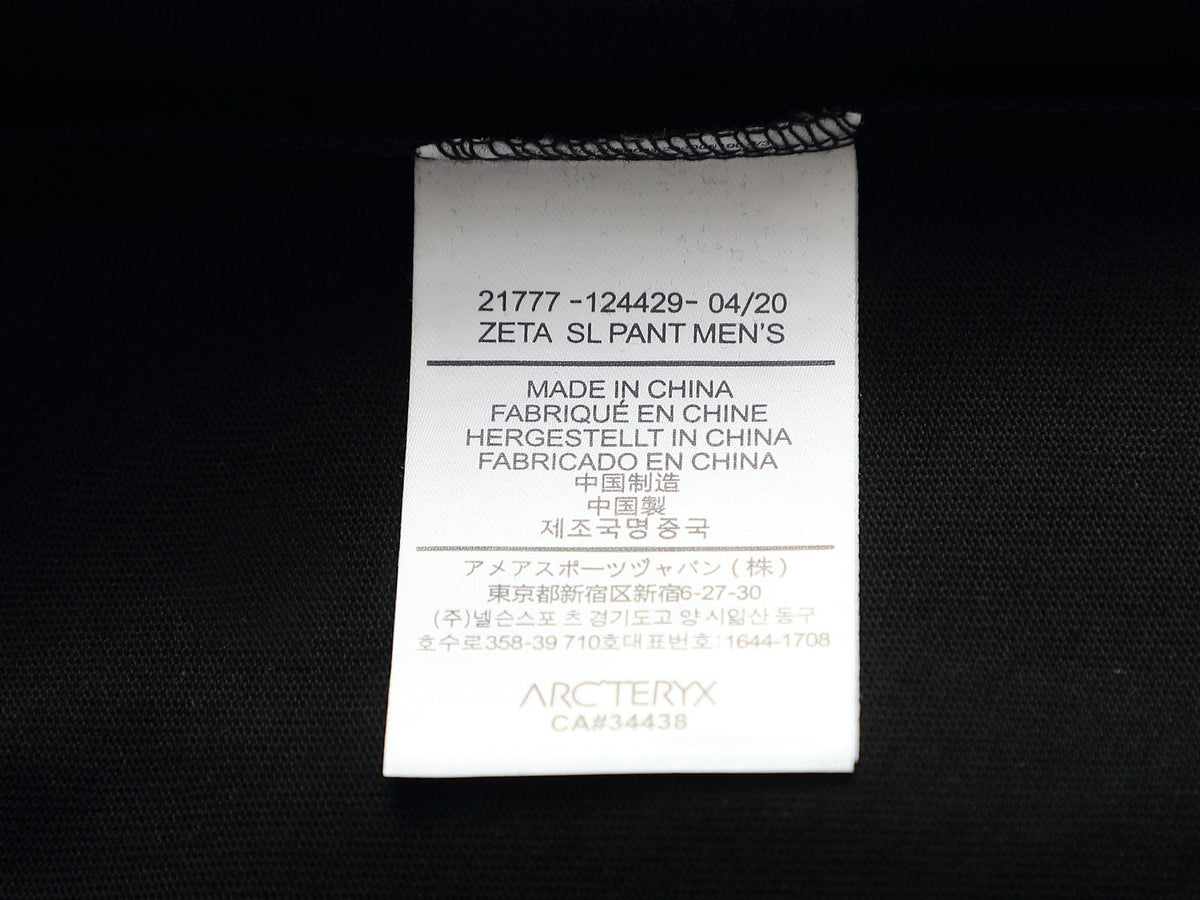 21777 -124429- 04/20
ZETA SL PANT MEN'S
MADE IN CHINA
FABRIQUÉ EN CHINE
HERGESTELLT IN CHINA
FABRICADO EN CHINA
中国制造
中国製
제조국명 중국
アメアスポーツヅャパン (株)
東京都新宿区新宿6-27-30
(주)넬슨스포 츠 경기도고 양 시잂산 동구
호수로358-39 710호대표번호: 1644-1708
ARC'TERYX
CA#34438